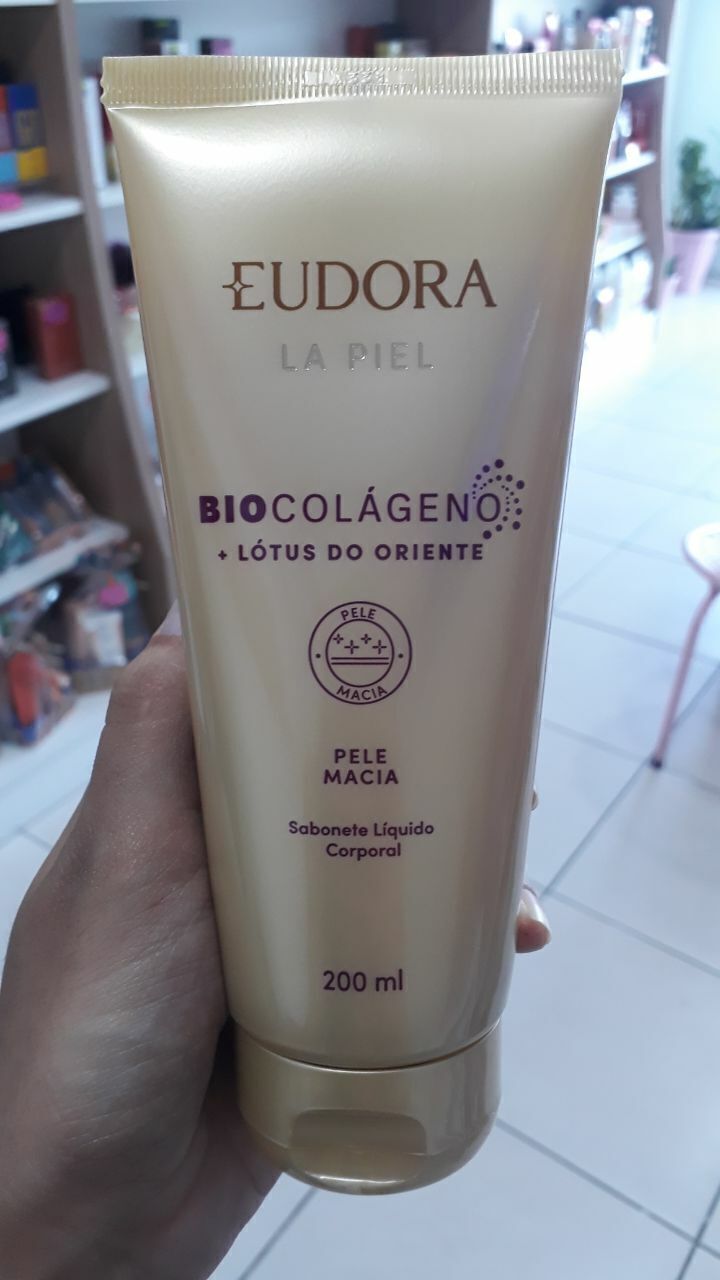 EUDORA
LA PIEL
BIOCOLÁGENO
+ LÓTUS DO ORIENTE
PELE
MACIA
PELE
MACIA
Sabonete Líquido
Corporal
200 ml